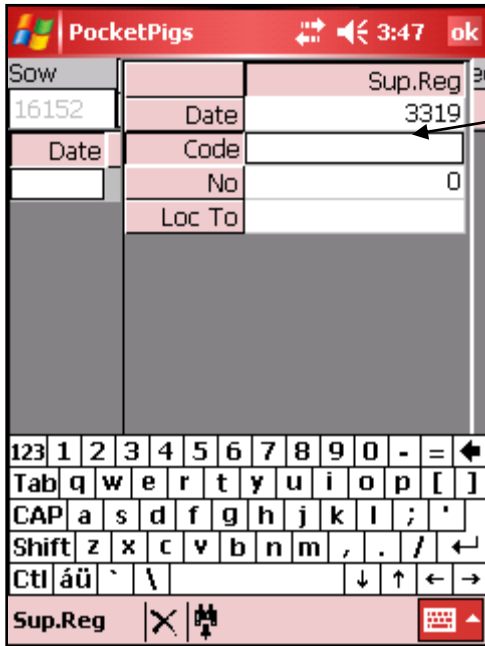 PocketPigs 3:47 ok
Sow
Sup.Reg
16152
Date 3319
Date
Code
No 0
Loc To
123 1 2 3 4 5 6 7 8 9 0 - =
Tab q w e r t y u i o p [ ]
CAP a s d f g h j k l ; '
Shift z x c v b n m , . /
Ctl áü ` \
Sup.Reg